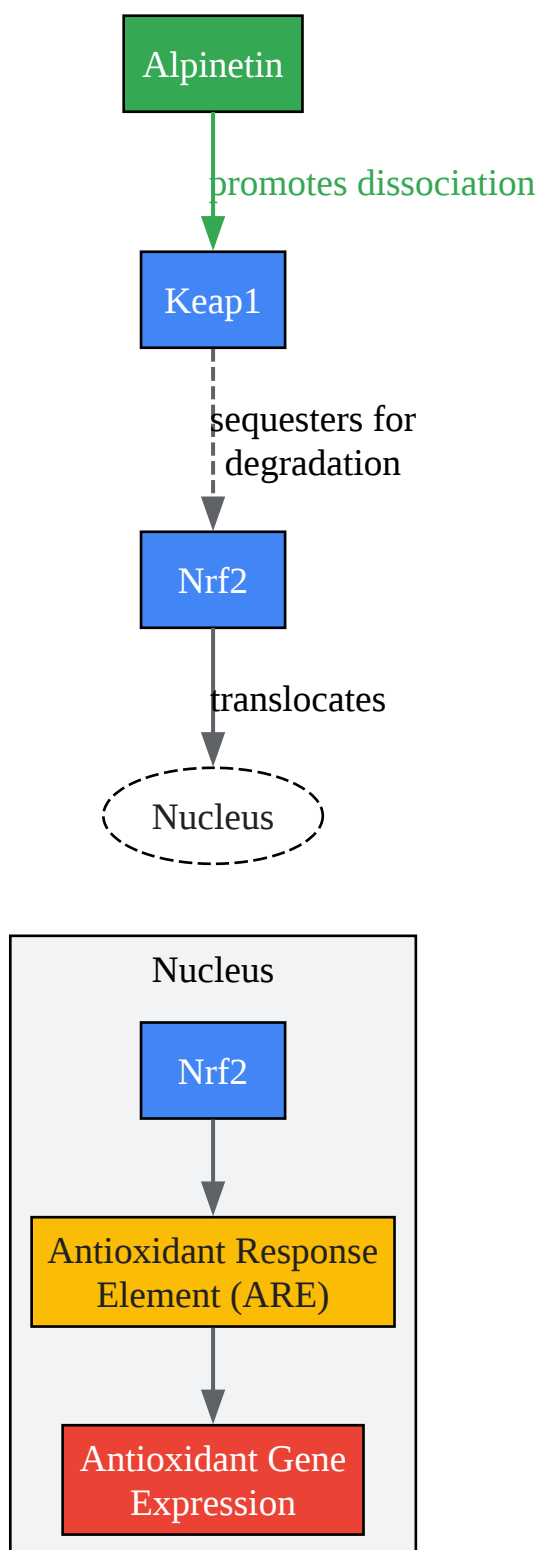 Alpinetin
promotes dissociation
Keap1
sequesters for
degradation
Nrf2
translocates
Nucleus
Nucleus
Nrf2
Antioxidant Response
Element (ARE)
Antioxidant Gene
Expression